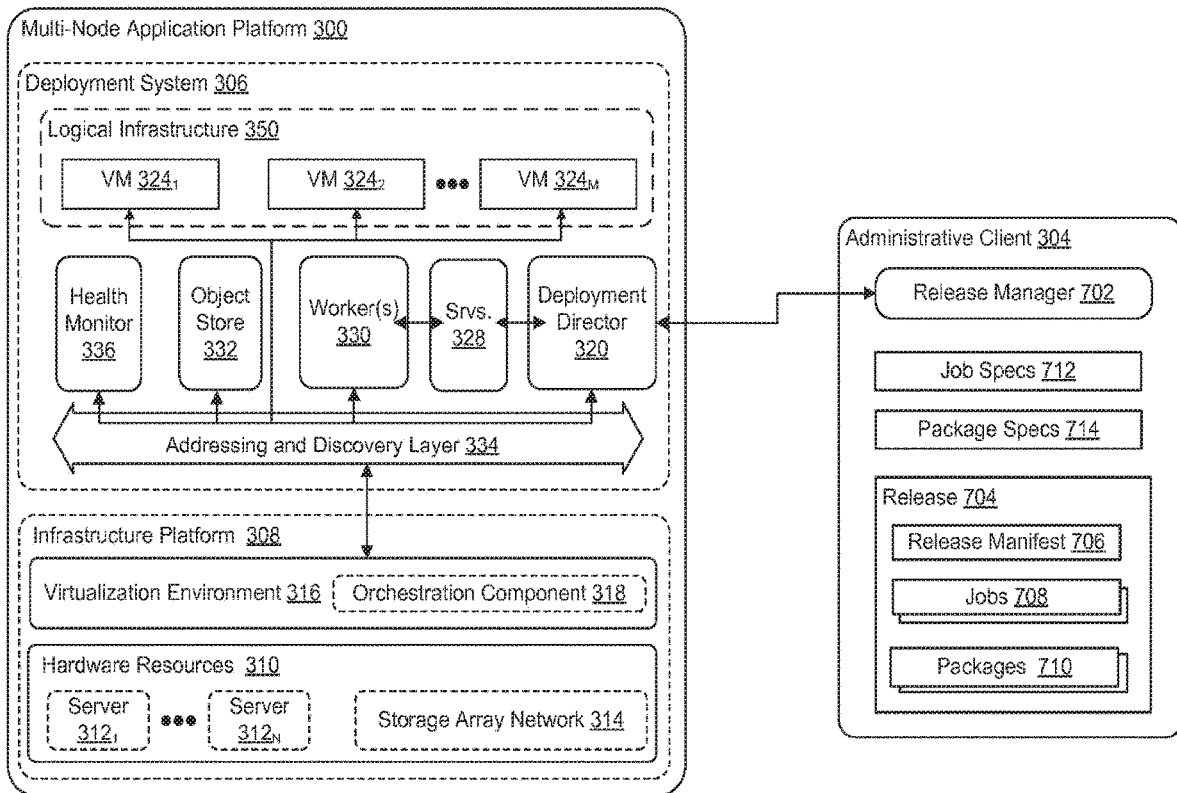 Multi-Node Application Platform 300
Deployment System 306
Logical Infrastructure 350
VM 324₁
VM 324₂
VM 324M
Health
Monitor
336
Object
Store
332
Worker(s)
330
Srvs.
328
Deployment
Director
320
Addressing and Discovery Layer 334
Infrastructure Platform 308
Virtualization Environment 316
Orchestration Component 318
Hardware Resources 310
Server
312₁
Server
312N
Storage Array Network 314
Administrative Client 304
Release Manager 702
Job Specs 712
Package Specs 714
Release 704
Release Manifest 706
Jobs 708
Packages 710